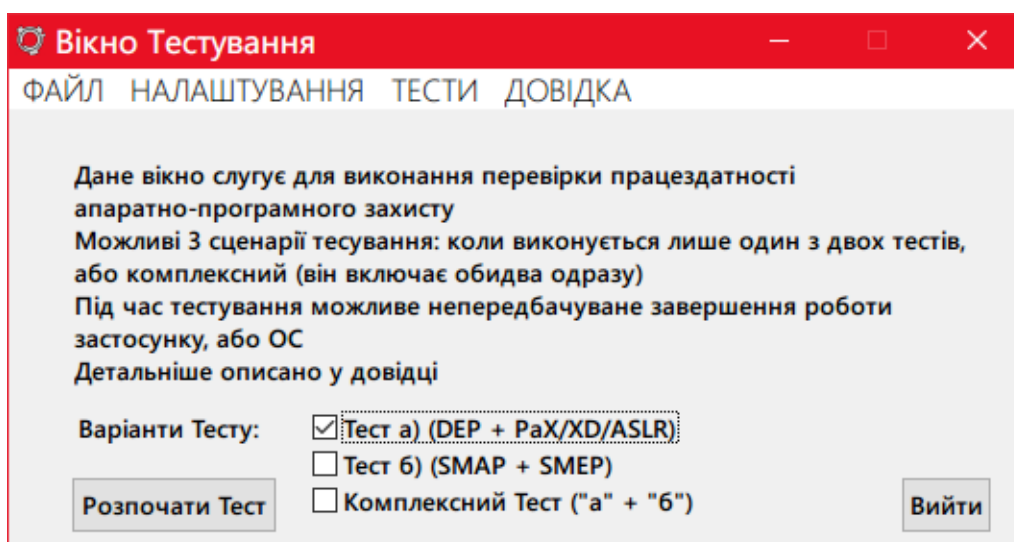 Вікно Тестування
ФАЙЛ НАЛАШТУВАННЯ ТЕСТИ ДОВІДКА
Дане вікно слугує для виконання перевірки працездатності
апаратно-програмного захисту
Можливі 3 сценарії тесування: коли виконується лише один з двох тестів,
або комплексний (він включає обидва одразу)
Під час тестування можливе непередбачуване завершення роботи
застосунку, або ОС
Детальніше описано у довідці
Варіанти Тесту:
Тест а) (DEP + PaX/XD/ASLR)
Тест б) (SMAP + SMEP)
Комплексний Тест ("а" + "б")
Розпочати Тест
Вийти